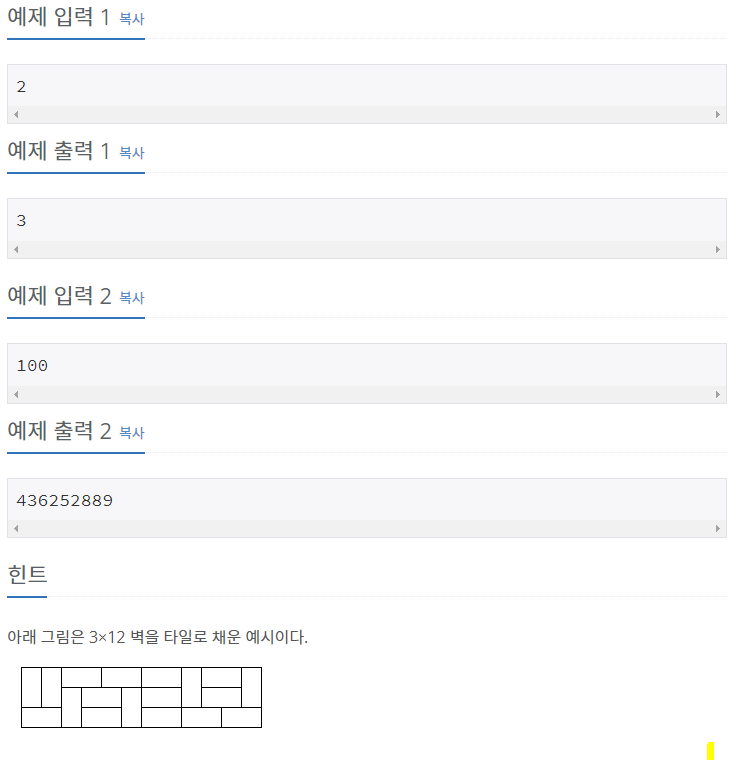 예제 입력 1 복사
2
예제 출력 1 복사
3
예제 입력 2 복사
100
예제 출력 2 복사
436252889
힌트
아래 그림은 3×12 벽을 타일로 채운 예시이다.